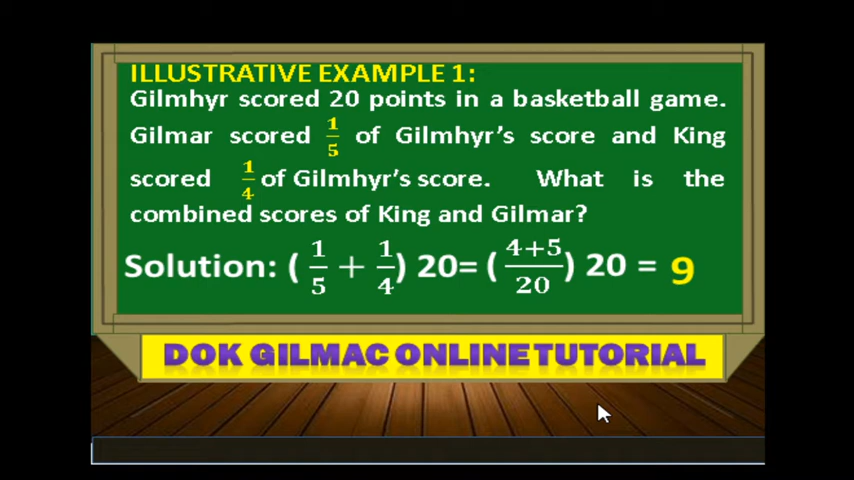 ILLUSTRATIVE EXAMPLE 1:
Gilmhyr scored 20 points in a basketball game.
Gilmar scored 1/5 of Gilmhyr's score and King
scored 1/4 of Gilmhyr's score. What is the
combined scores of King and Gilmar?
Solution: (1/5 + 1/4) 20= (4+5/20) 20 = 9
DOK GILMAC ONLINE TUTORIAL